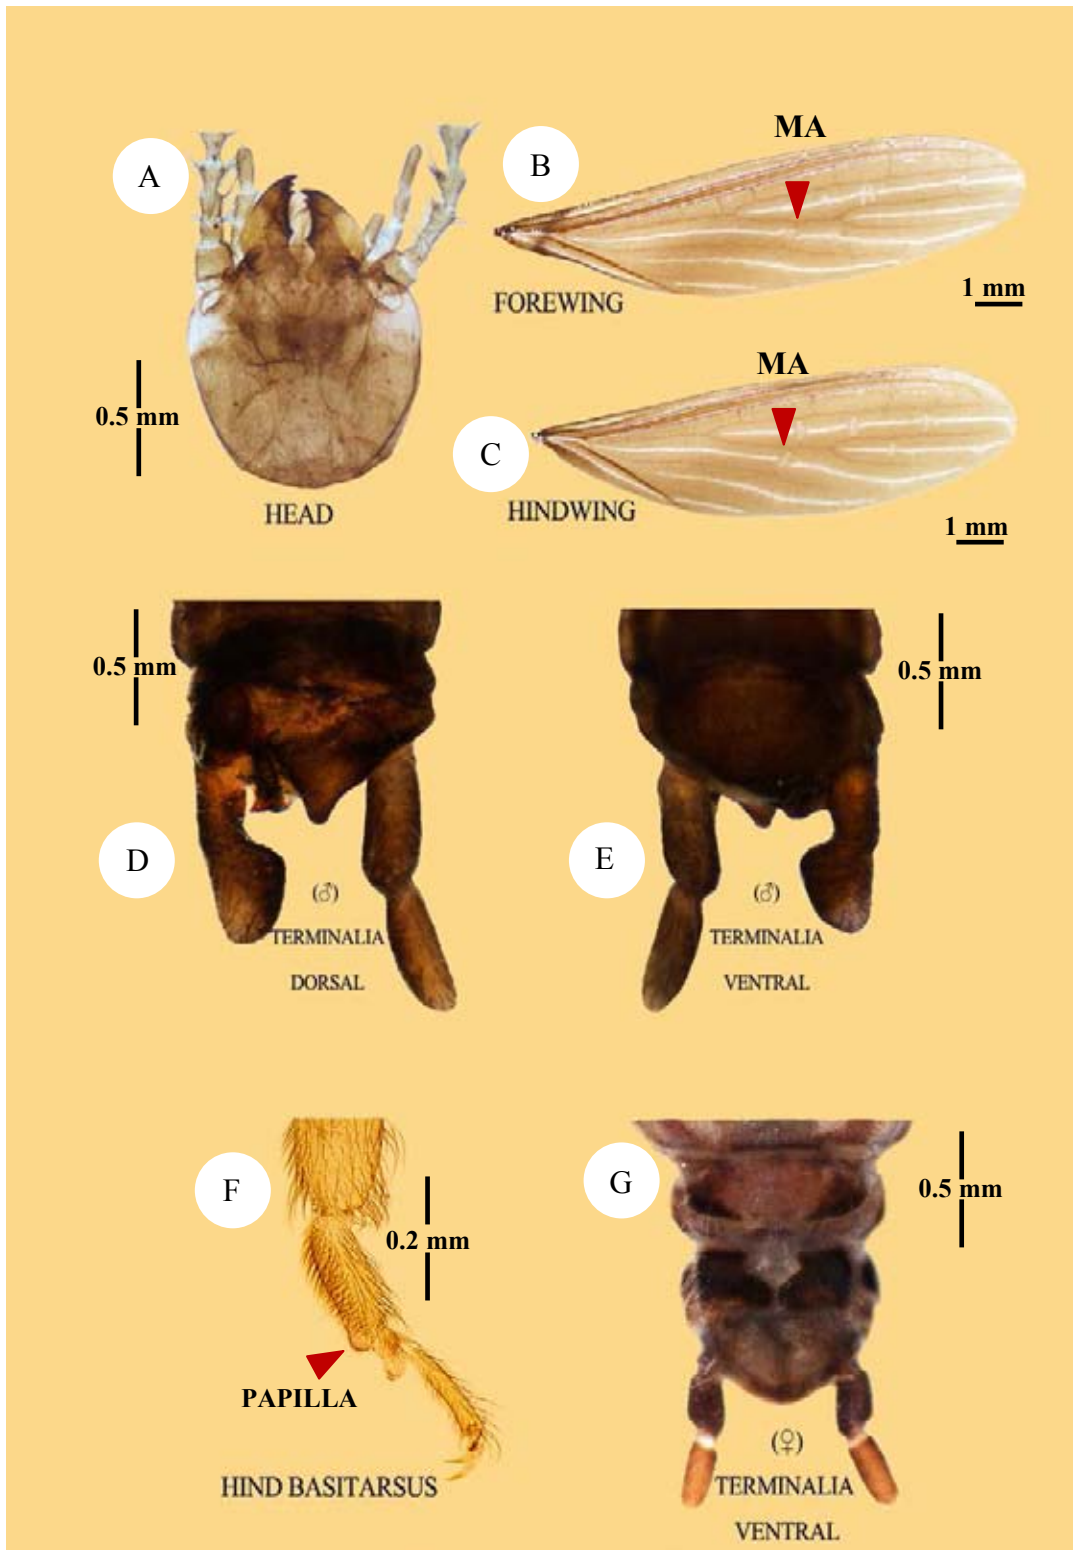 A
B
MA
1 mm
FOREWING
MA
0.5 mm
C
HEAD
HINDWING
1 mm
0.5 mm
0.5 mm
D
E
(♂)
TERMINALIA
DORSAL
(♂)
TERMINALIA
VENTRAL
F
0.2 mm
PAPILLA
HIND BASITARSUS
G
0.5 mm
(♀)
TERMINALIA
VENTRAL